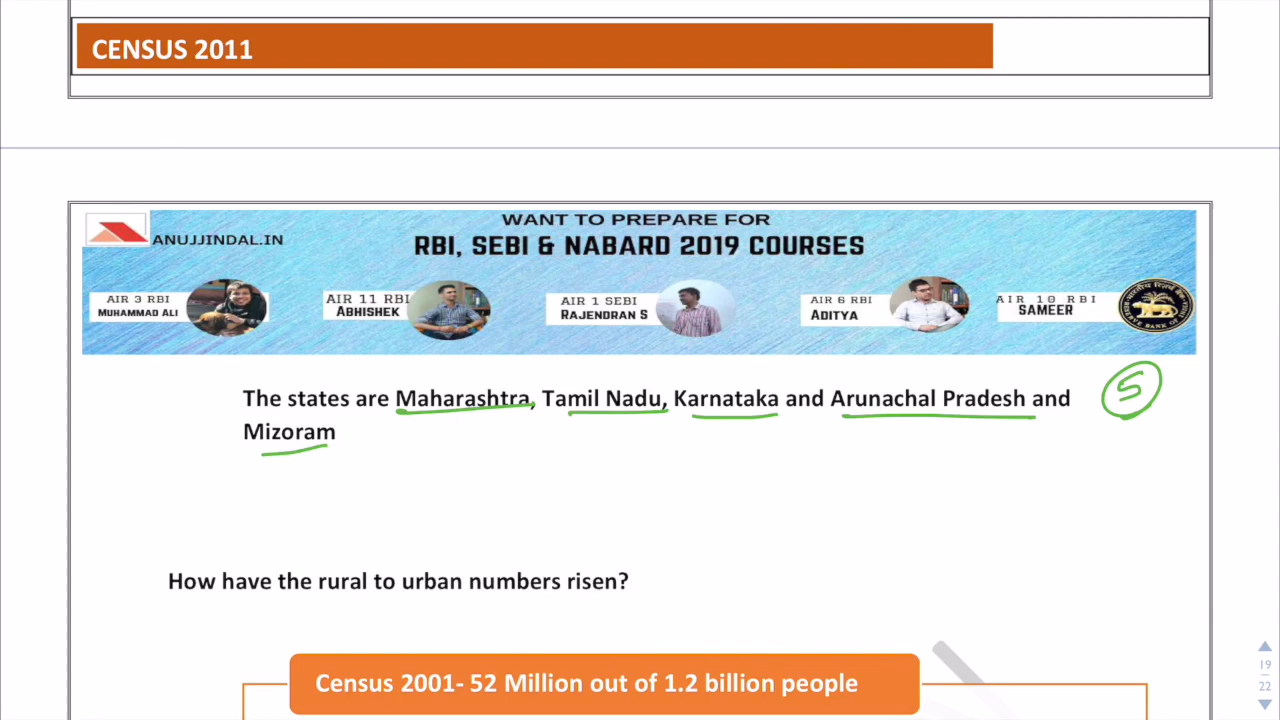 CENSUS 2011
WANT TO PREPARE FOR
ANUJJINDAL.IN
RBI, SEBI & NABARD 2019 COURSES
AIR 3 RBI
MUHAMMAD ALI
AIR 11 RBI
ABHISHEK
AIR 1 SEBI
RAJENDRAN S
AIR 6 RBI
ADITYA
AIR 10 RBI
SAMEER
The states are Maharashtra, Tamil Nadu, Karnataka and Arunachal Pradesh and
Mizoram
5
How have the rural to urban numbers risen?
Census 2001- 52 Million out of 1.2 billion people
19
22